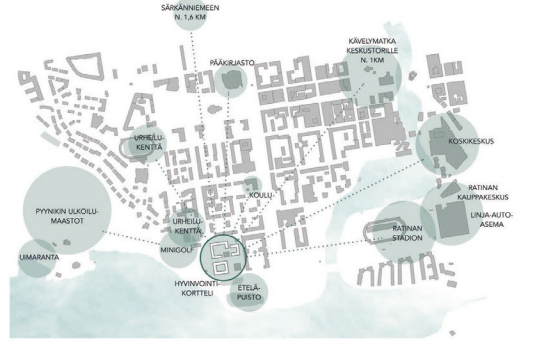 SÄRKÄNNIEMEEN
N. 1,6 KM
KÄVELYMATKA
KESKUSTORILLE
N. 1KM
PÄÄKIRJASTO
URHEILU-
KENTTÄ
KOSKIKESKUS
KOULU
RATINAN
KAUPPAKESKUS
LINJA-AUTO-
ASEMA
PYYNIKIN ULKOILU-
MAASTOT
URHEILU-
KENTTÄ
MINIGOLF
RATINAN
STADION
UIMARANTA
HYVINVOINTI-
KORTTELI
ETELÄ-
PUISTO